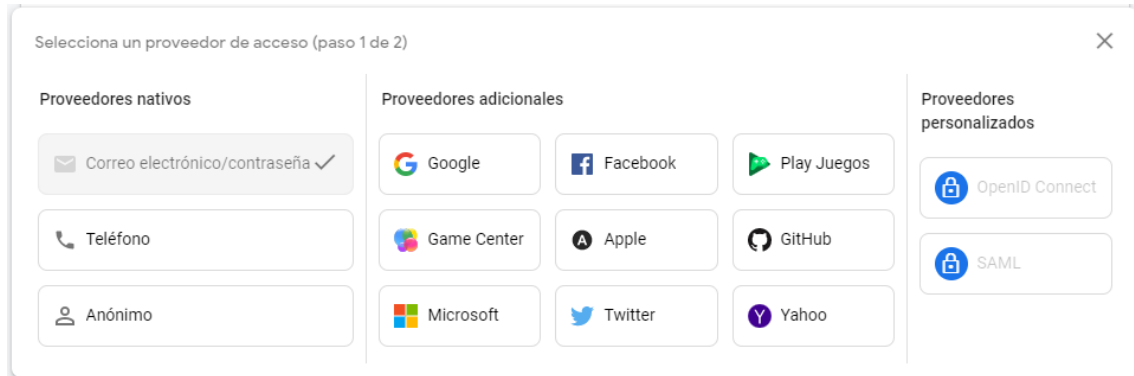 Selecciona un proveedor de acceso (paso 1 de 2)
Proveedores nativos
Correo electrónico/contraseña
Teléfono
Anónimo
Proveedores adicionales
Google
Facebook
Play Juegos
Game Center
Apple
GitHub
Microsoft
Twitter
Yahoo
Proveedores
personalizados
OpenID Connect
SAML